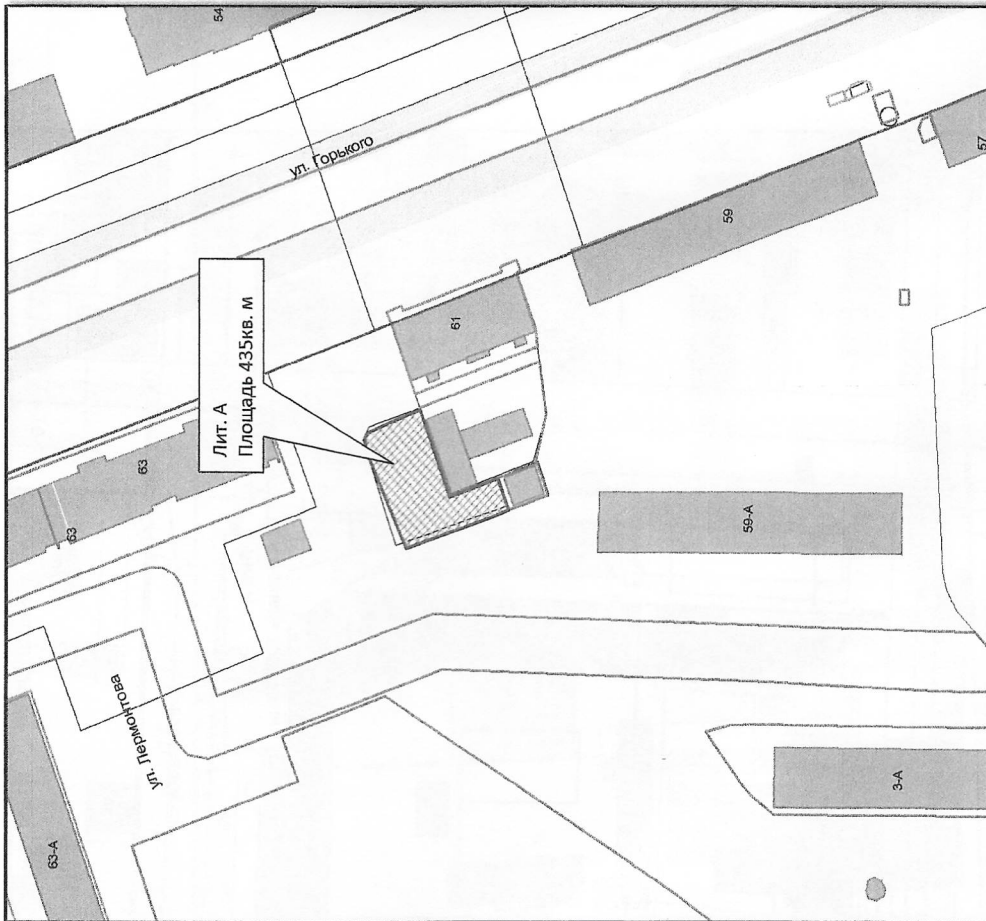 54
ул. Горького
57
59
61
Лит. А
Площадь 435кв. м
63
63
59-А
ул. Лермонтова
63-А
3-А